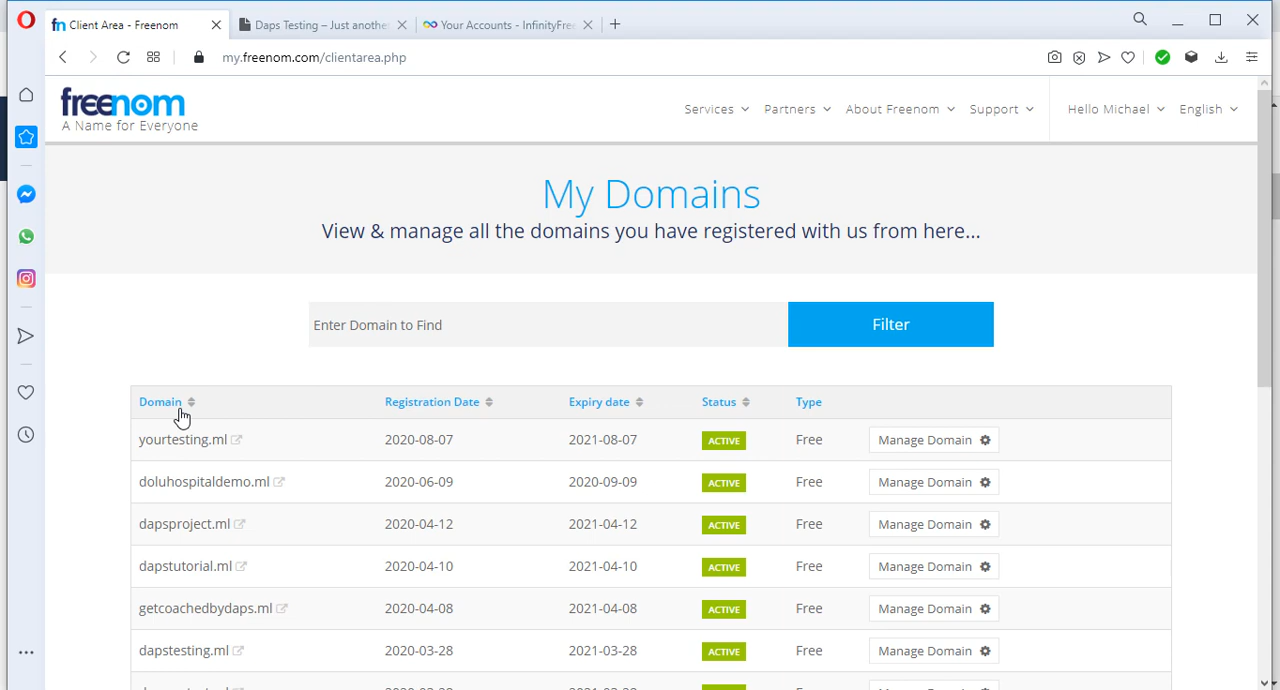 Client Area - Freenom
Daps Testing – Just anothe
Your Accounts - InfinityFre
my.freenom.com/clientarea.php
freenom
A Name for Everyone
Services
Partners
About Freenom
Support
Hello Michael
English
My Domains
View & manage all the domains you have registered with us from here...
Enter Domain to Find
Filter
Domain Registration Date Expiry date Status Type
yourtesting.ml 2020-08-07 2021-08-07 ACTIVE Free Manage Domain
doluhospitaldemo.ml 2020-06-09 2020-09-09 ACTIVE Free Manage Domain
dapsproject.ml 2020-04-12 2021-04-12 ACTIVE Free Manage Domain
dapstutorial.ml 2020-04-10 2021-04-10 ACTIVE Free Manage Domain
getcoachedbydaps.ml 2020-04-08 2021-04-08 ACTIVE Free Manage Domain
dapstesting.ml 2020-03-28 2021-03-28 ACTIVE Free Manage Domain